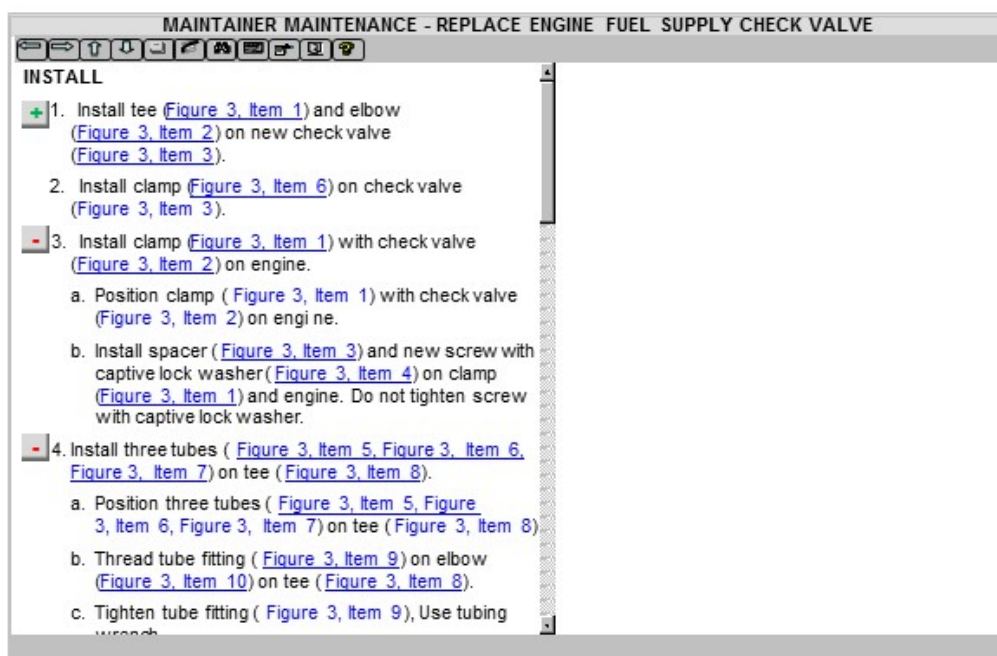 MAINTAINER MAINTENANCE - REPLACE ENGINE FUEL SUPPLY CHECK VALVE
INSTALL
+ 1. Install tee (Figure 3, Item 1) and elbow
(Figure 3, Item 2) on new check valve
(Figure 3, Item 3).
2. Install clamp (Figure 3, Item 6) on check valve
(Figure 3, Item 3).
- 3. Install clamp (Figure 3, Item 1) with check valve
(Figure 3, Item 2) on engine.
a. Position clamp ( Figure 3, Item 1) with check valve
(Figure 3, Item 2) on engi ne.
b. Install spacer ( Figure 3, Item 3) and new screw with
captive lock washer ( Figure 3, Item 4) on clamp
(Figure 3, Item 1) and engine. Do not tighten screw
with captive lock washer.
- 4. Install three tubes ( Figure 3, Item 5, Figure 3, Item 6,
Figure 3, Item 7) on tee ( Figure 3, Item 8).
a. Position three tubes ( Figure 3, Item 5, Figure
3, Item 6, Figure 3, Item 7) on tee ( Figure 3, Item 8)
b. Thread tube fitting ( Figure 3, Item 9) on elbow
(Figure 3, Item 10) on tee ( Figure 3, Item 8).
c. Tighten tube fitting ( Figure 3, Item 9), Use tubing